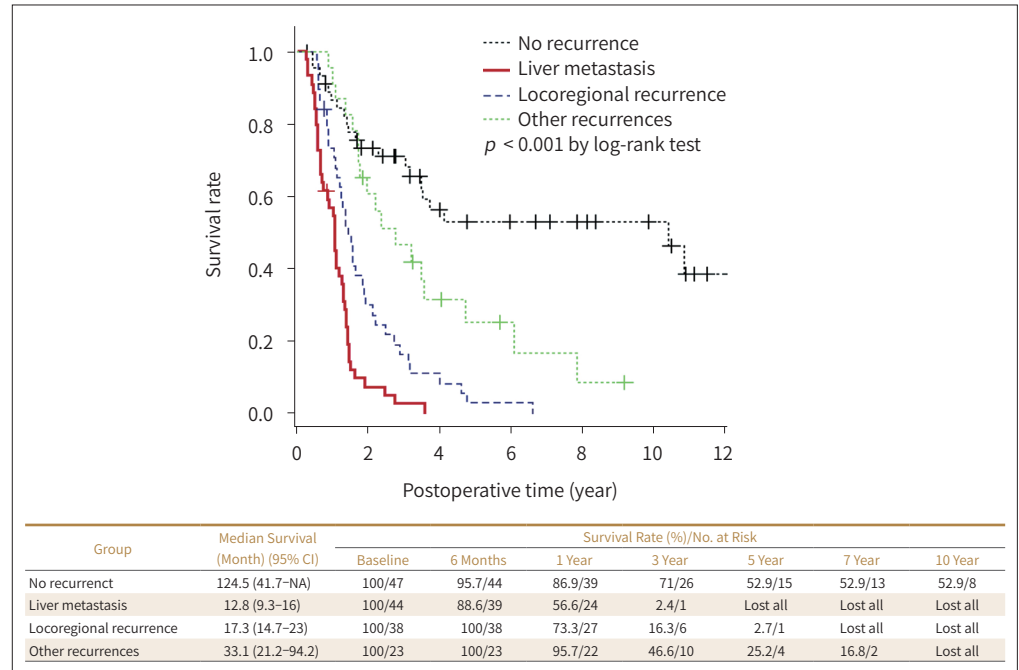 No recurrence
Liver metastasis
Locoregional recurrence
Other recurrences
p < 0.001 by log-rank test
1.0
0.8
0.6
0.4
0.2
0.0
Survival rate
0 2 4 6 8 10 12
Postoperative time (year)
Group Median Survival (Month) (95% CI) Survival Rate (%)/No. at Risk
Baseline 6 Months 1 Year 3 Year 5 Year 7 Year 10 Year
No recurrenct 124.5 (41.7–NA) 100/47 95.7/44 86.9/39 71/26 52.9/15 52.9/13 52.9/8
Liver metastasis 12.8 (9.3–16) 100/44 88.6/39 56.6/24 2.4/1 Lost all Lost all Lost all
Locoregional recurrence 17.3 (14.7–23) 100/38 100/38 73.3/27 16.3/6 2.7/1 Lost all Lost all
Other recurrences 33.1 (21.2–94.2) 100/23 100/23 95.7/22 46.6/10 25.2/4 16.8/2 Lost all